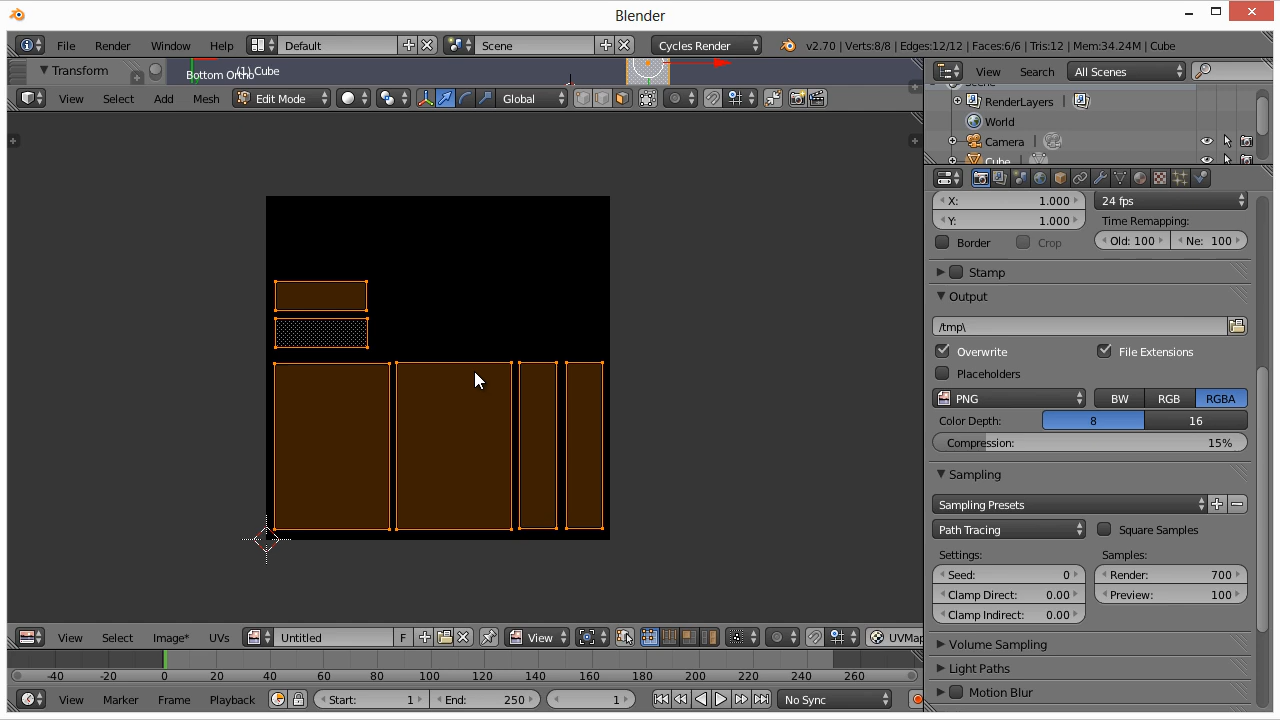 Blender
File Render Window Help Default Scene Cycles Render v2.70 | Verts:8/8 | Edges:12/12 | Faces:6/6 | Tris:12 | Mem:34.24M | Cube
Transform
Bottom Ortho
(1) Cube
View Select Add Mesh Edit Mode Global
View Search All Scenes
Scene
RenderLayers |
World
Camera |
Cube |
X: 1.000
Y: 1.000
Border Crop
24 fps
Time Remapping:
Old: 100 Ne: 100
Stamp
Output
/tmp\
Overwrite File Extensions
Placeholders
PNG BW RGB RGBA
Color Depth: 8 16
Compression: 15%
Sampling
Sampling Presets
Path Tracing Square Samples
Settings: Samples:
Seed: 0 Render: 700
Clamp Direct: 0.00 Preview: 100
Clamp Indirect: 0.00
Volume Sampling
Light Paths
Motion Blur
View Select Image* UVs Untitled F View UVMap
-40 -20 0 20 40 60 80 100 120 140 160 180 200 220 240 260
View Marker Frame Playback Start: 1 End: 250 1 No Sync